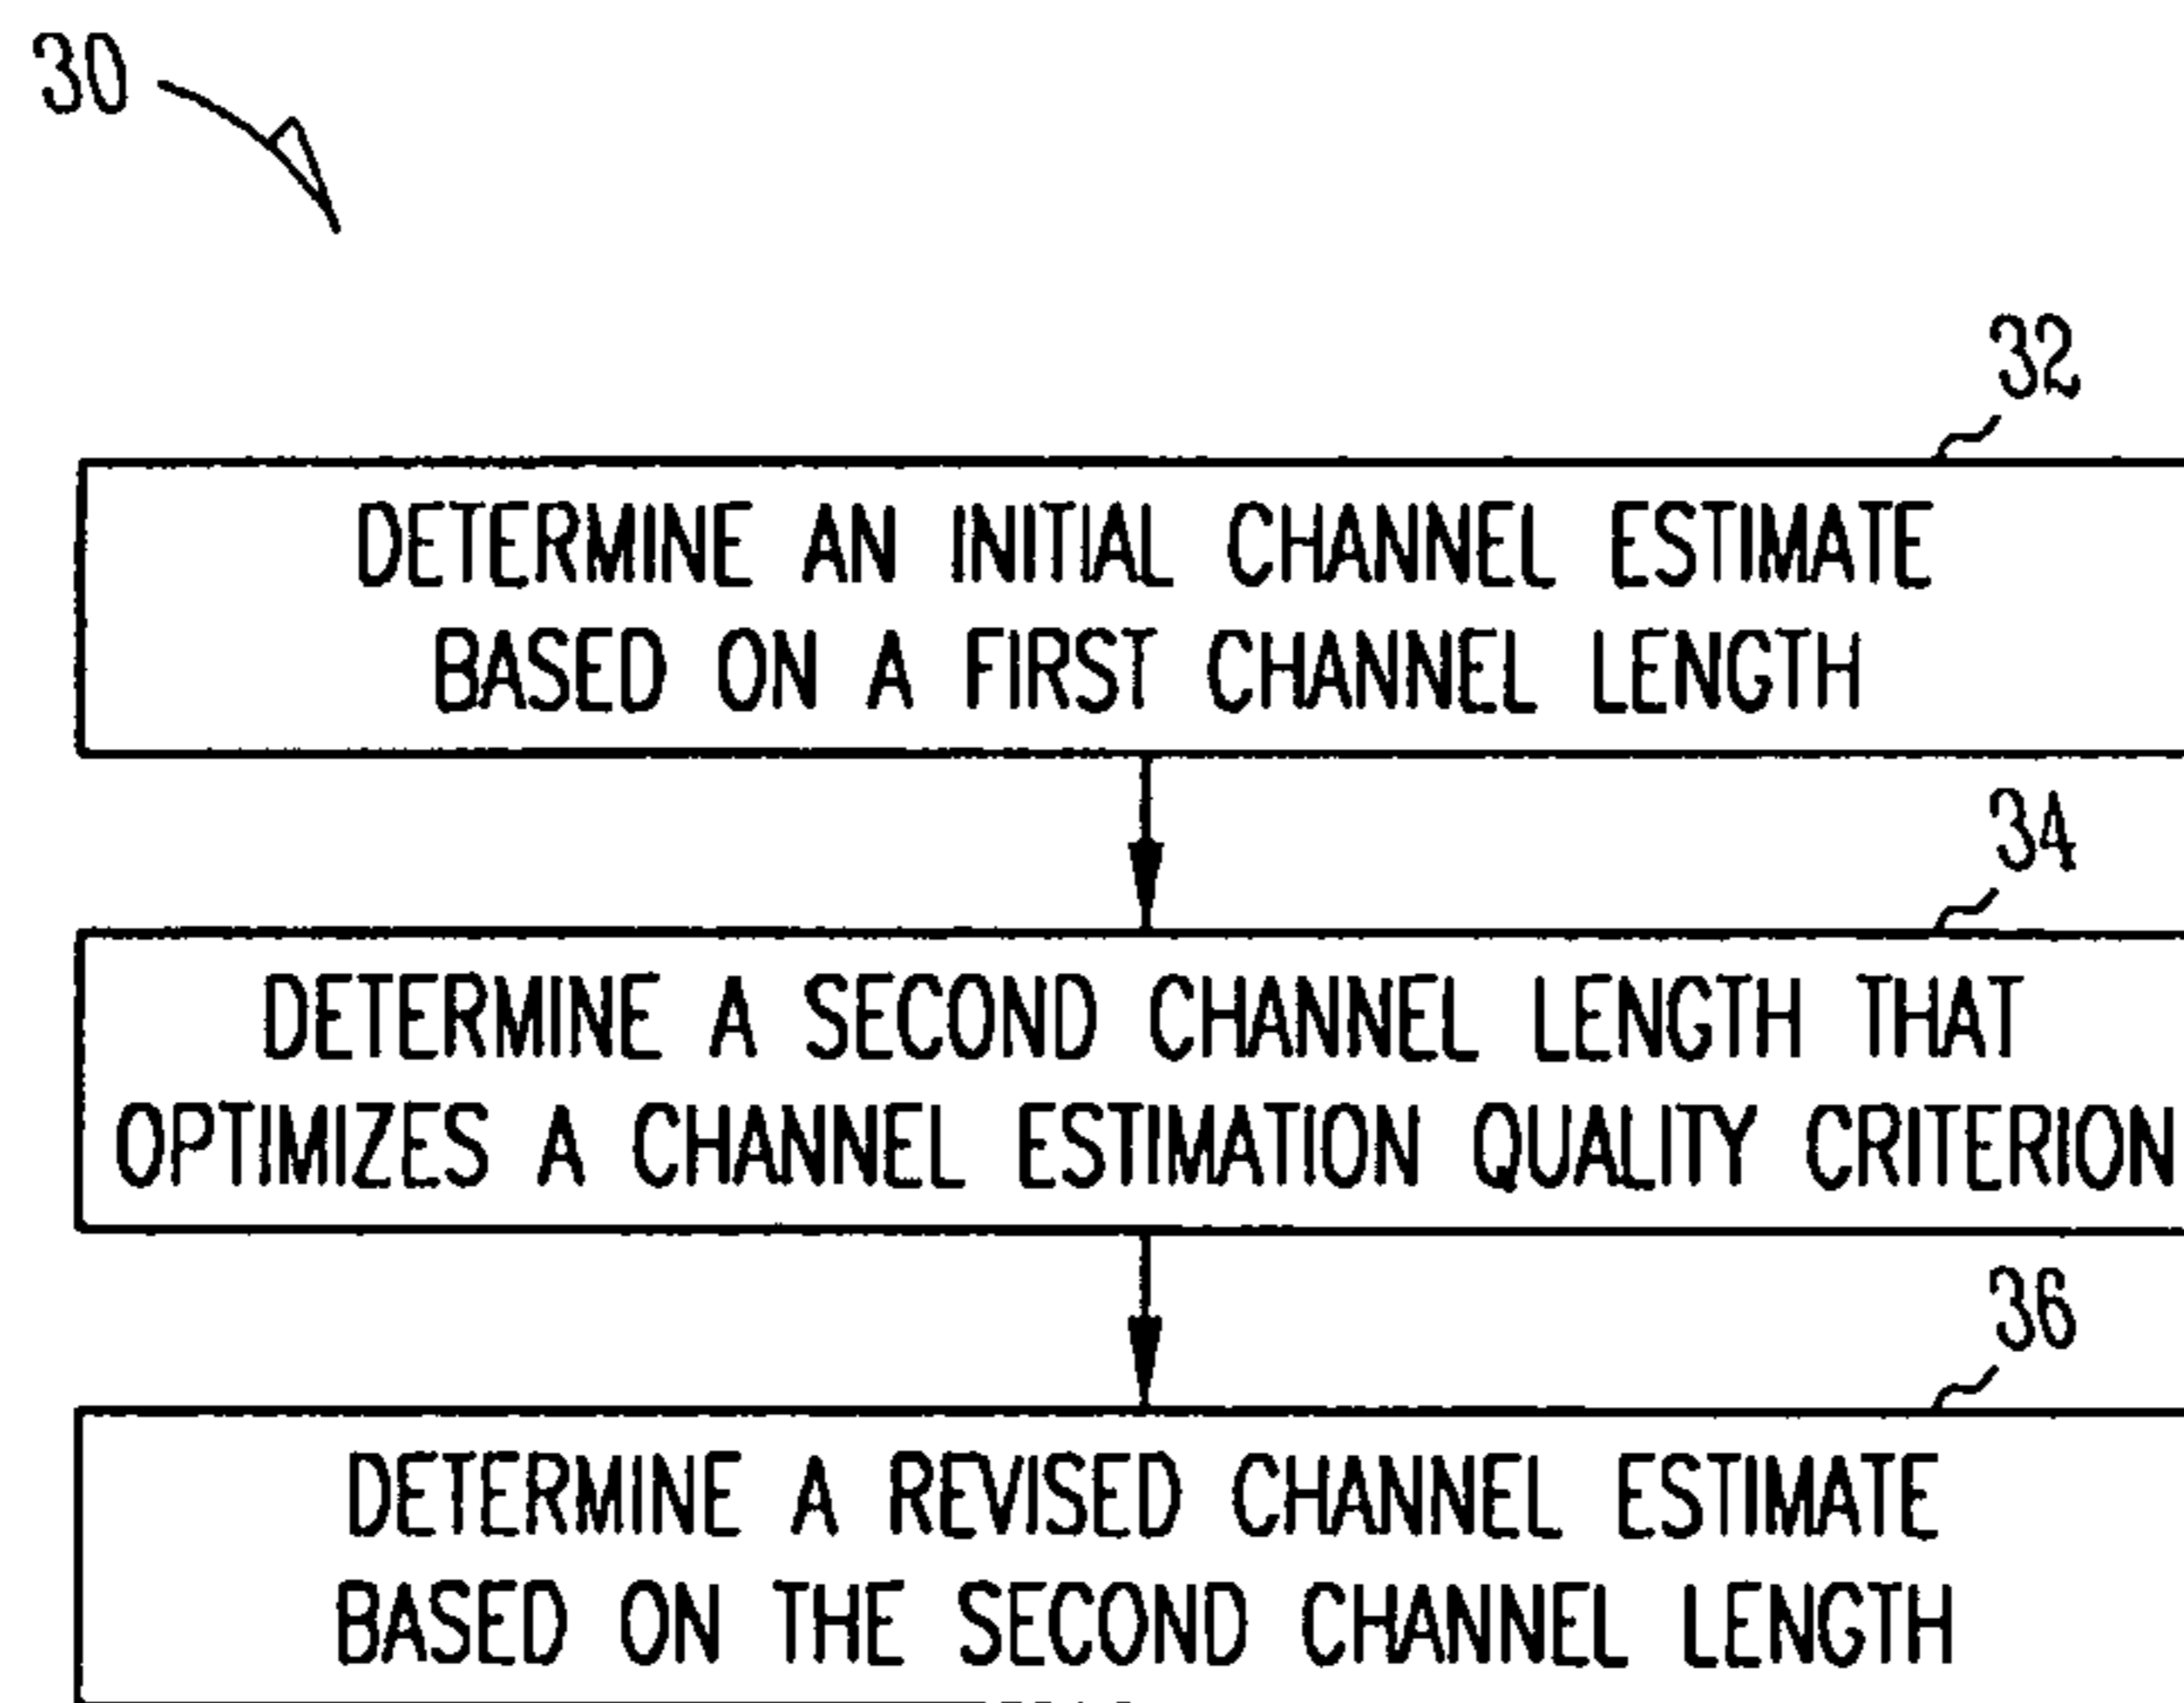 30
32
DETERMINE AN INITIAL CHANNEL ESTIMATE
BASED ON A FIRST CHANNEL LENGTH
34
DETERMINE A SECOND CHANNEL LENGTH THAT
OPTIMIZES A CHANNEL ESTIMATION QUALITY CRITERION
36
DETERMINE A REVISED CHANNEL ESTIMATE
BASED ON THE SECOND CHANNEL LENGTH